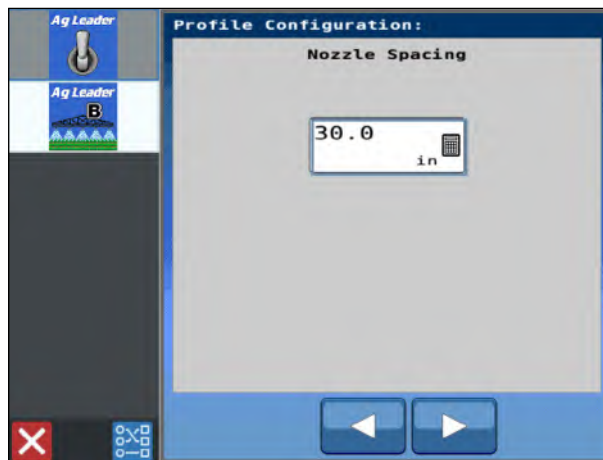 Ag Leader
Ag Leader
B
Profile Configuration:
Nozzle Spacing
30.0
in